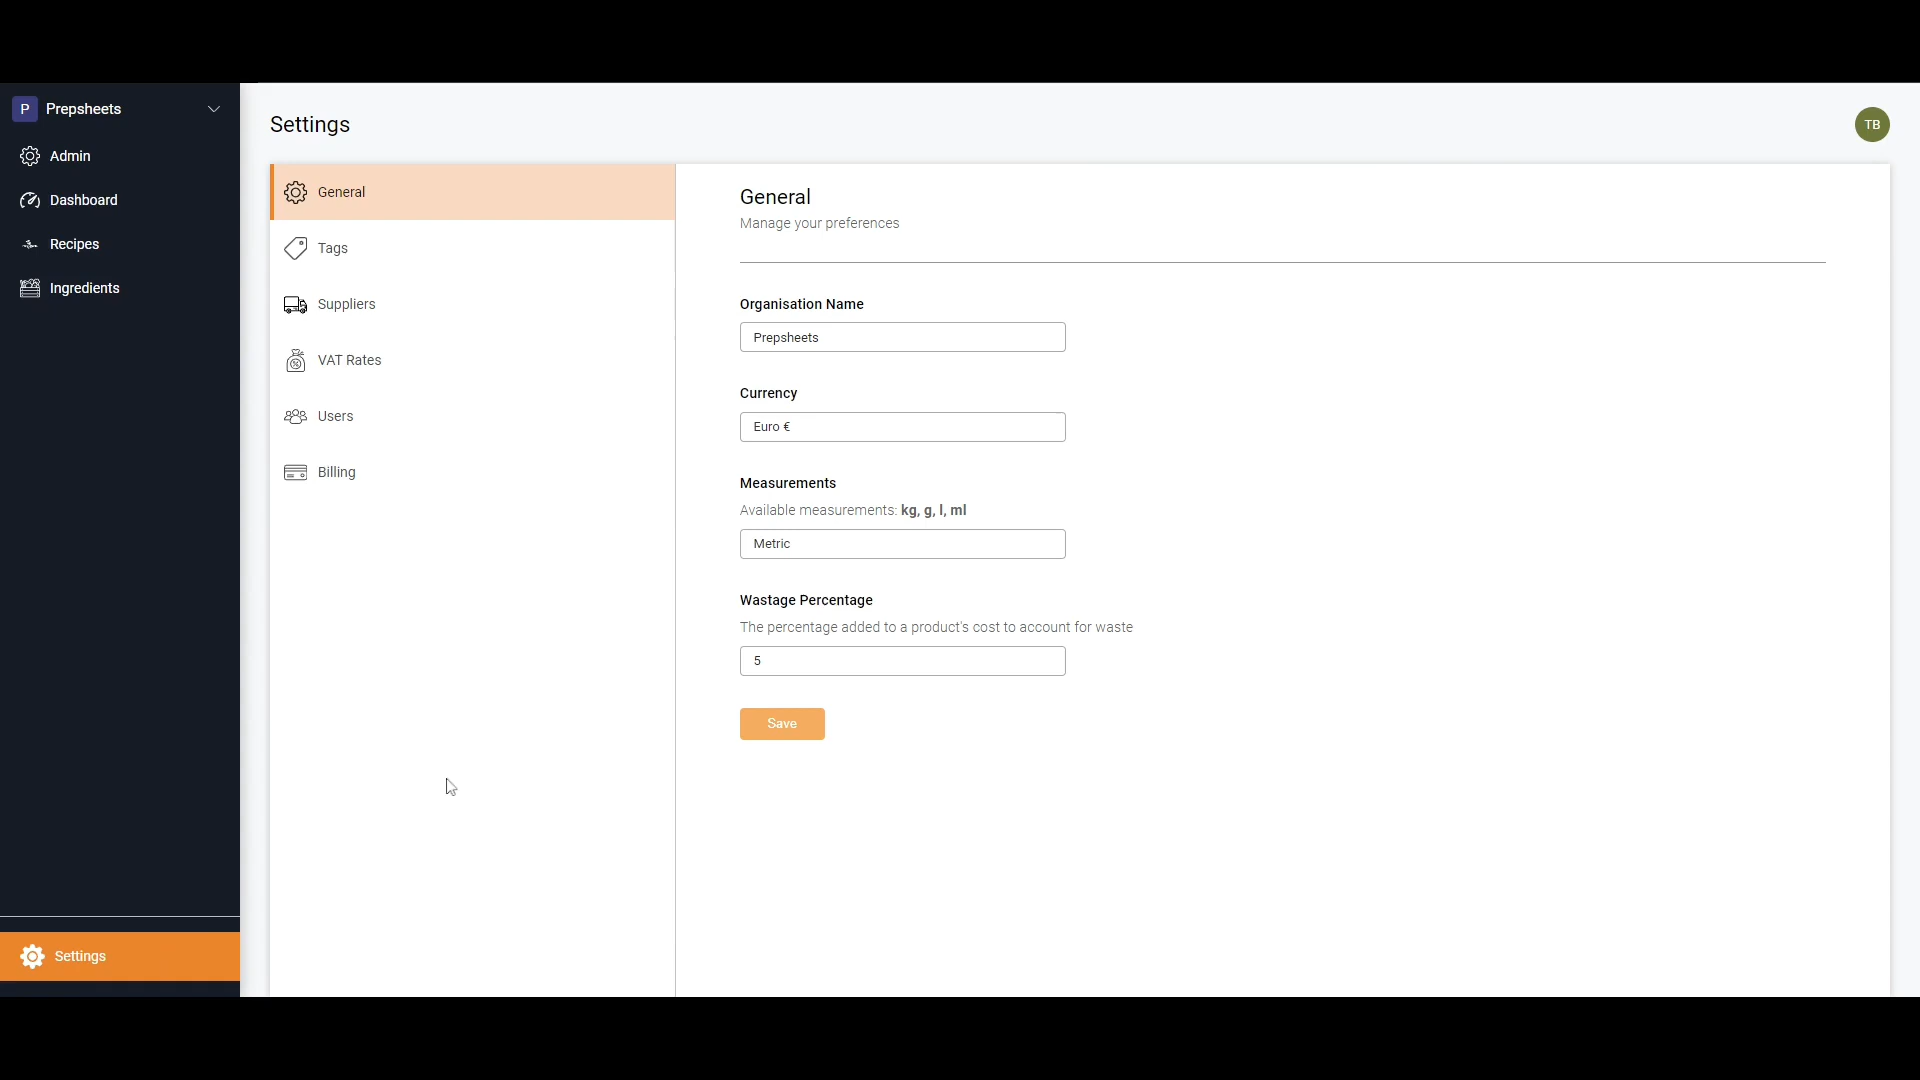 P Prepsheets
Admin
Dashboard
Recipes
Ingredients
Settings
Settings
TB
General
Tags
Suppliers
VAT Rates
Users
Billing
General
Manage your preferences
Organisation Name
Prepsheets
Currency
Euro €
Measurements
Available measurements: kg, g, l, ml
Metric
Wastage Percentage
The percentage added to a product's cost to account for waste
5
Save